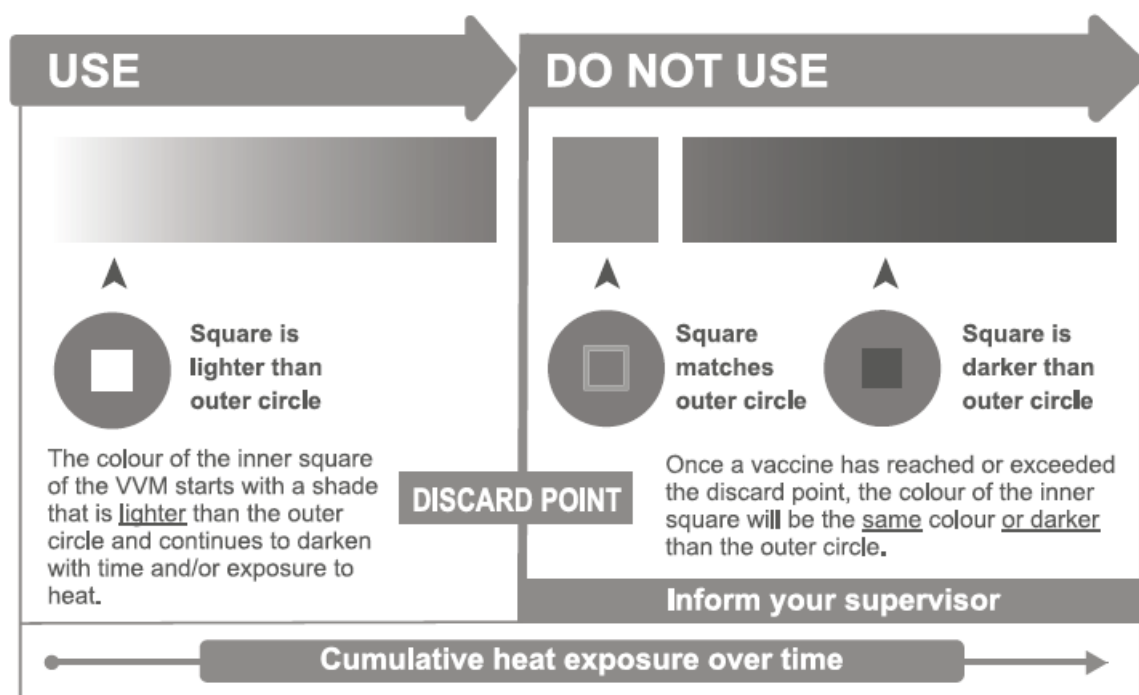 USE
DO NOT USE
Square is
lighter than
outer circle
Square
matches
outer circle
Square is
darker than
outer circle
The colour of the inner square
of the VVM starts with a shade
that is lighter than the outer
circle and continues to darken
with time and/or exposure to
heat.
DISCARD POINT
Once a vaccine has reached or exceeded
the discard point, the colour of the inner
square will be the same colour or darker
than the outer circle.
Inform your supervisor
Cumulative heat exposure over time